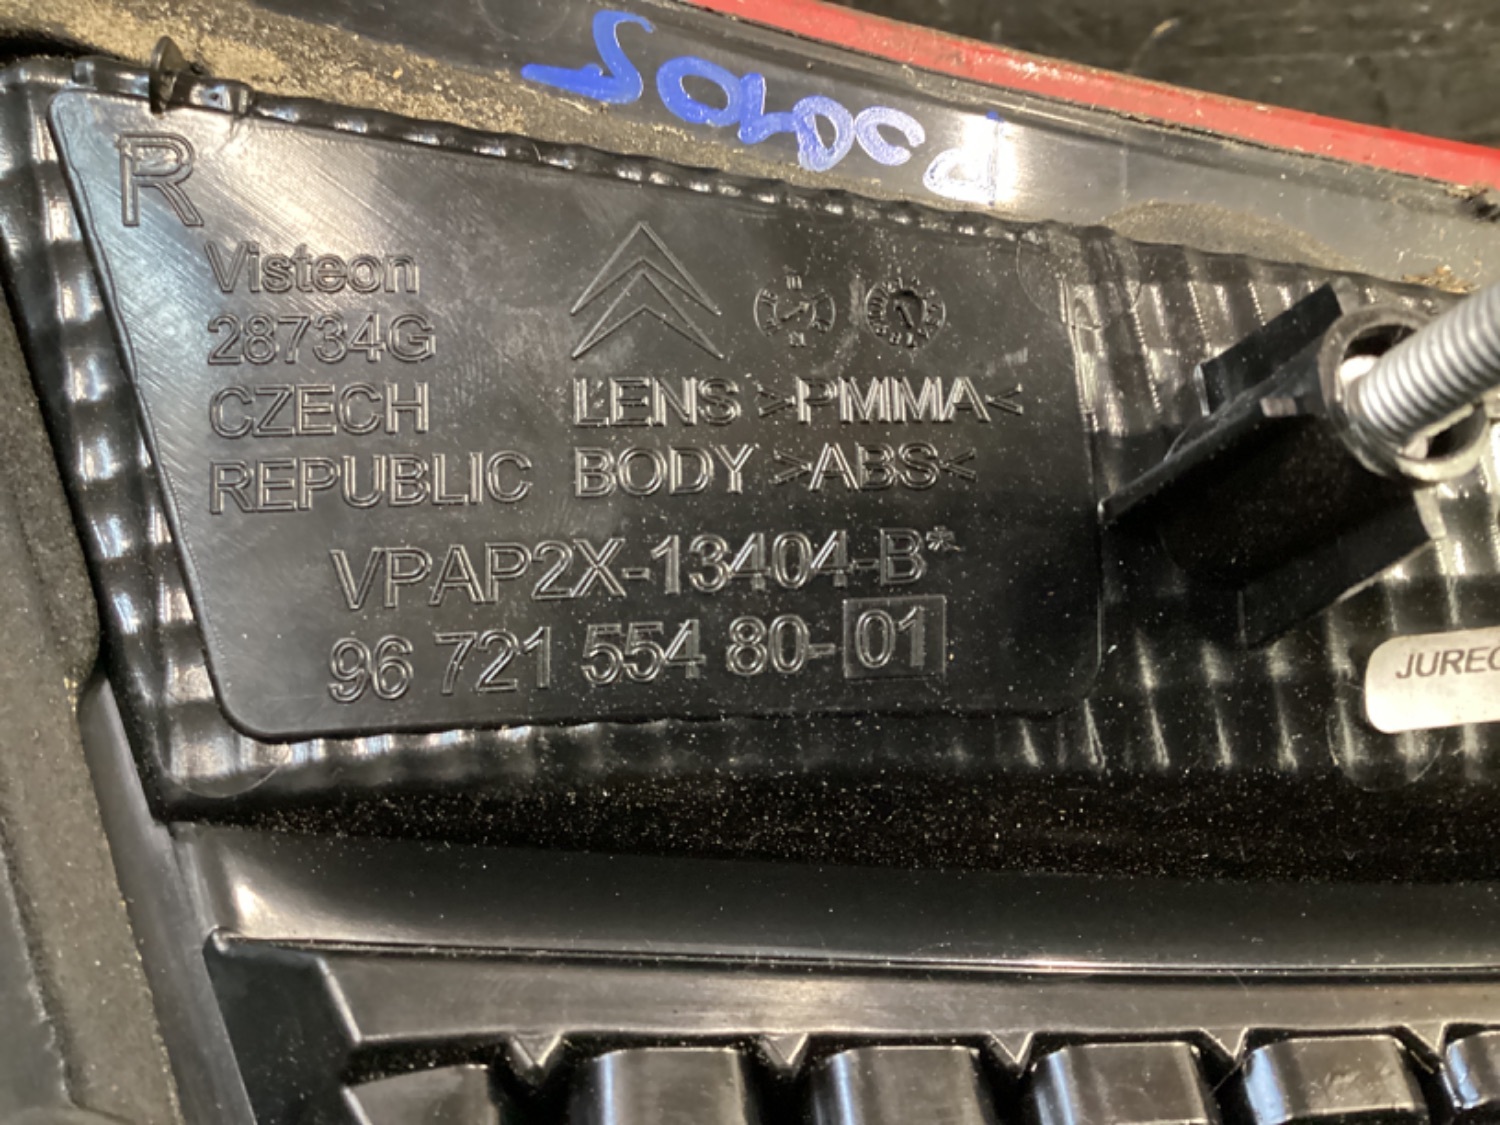 R
Visteon
28734G
CZECH
REPUBLIC
LENS >PMMA<
BODY >ABS<
VPAP2X-13404-B*
96 721 554 80-01